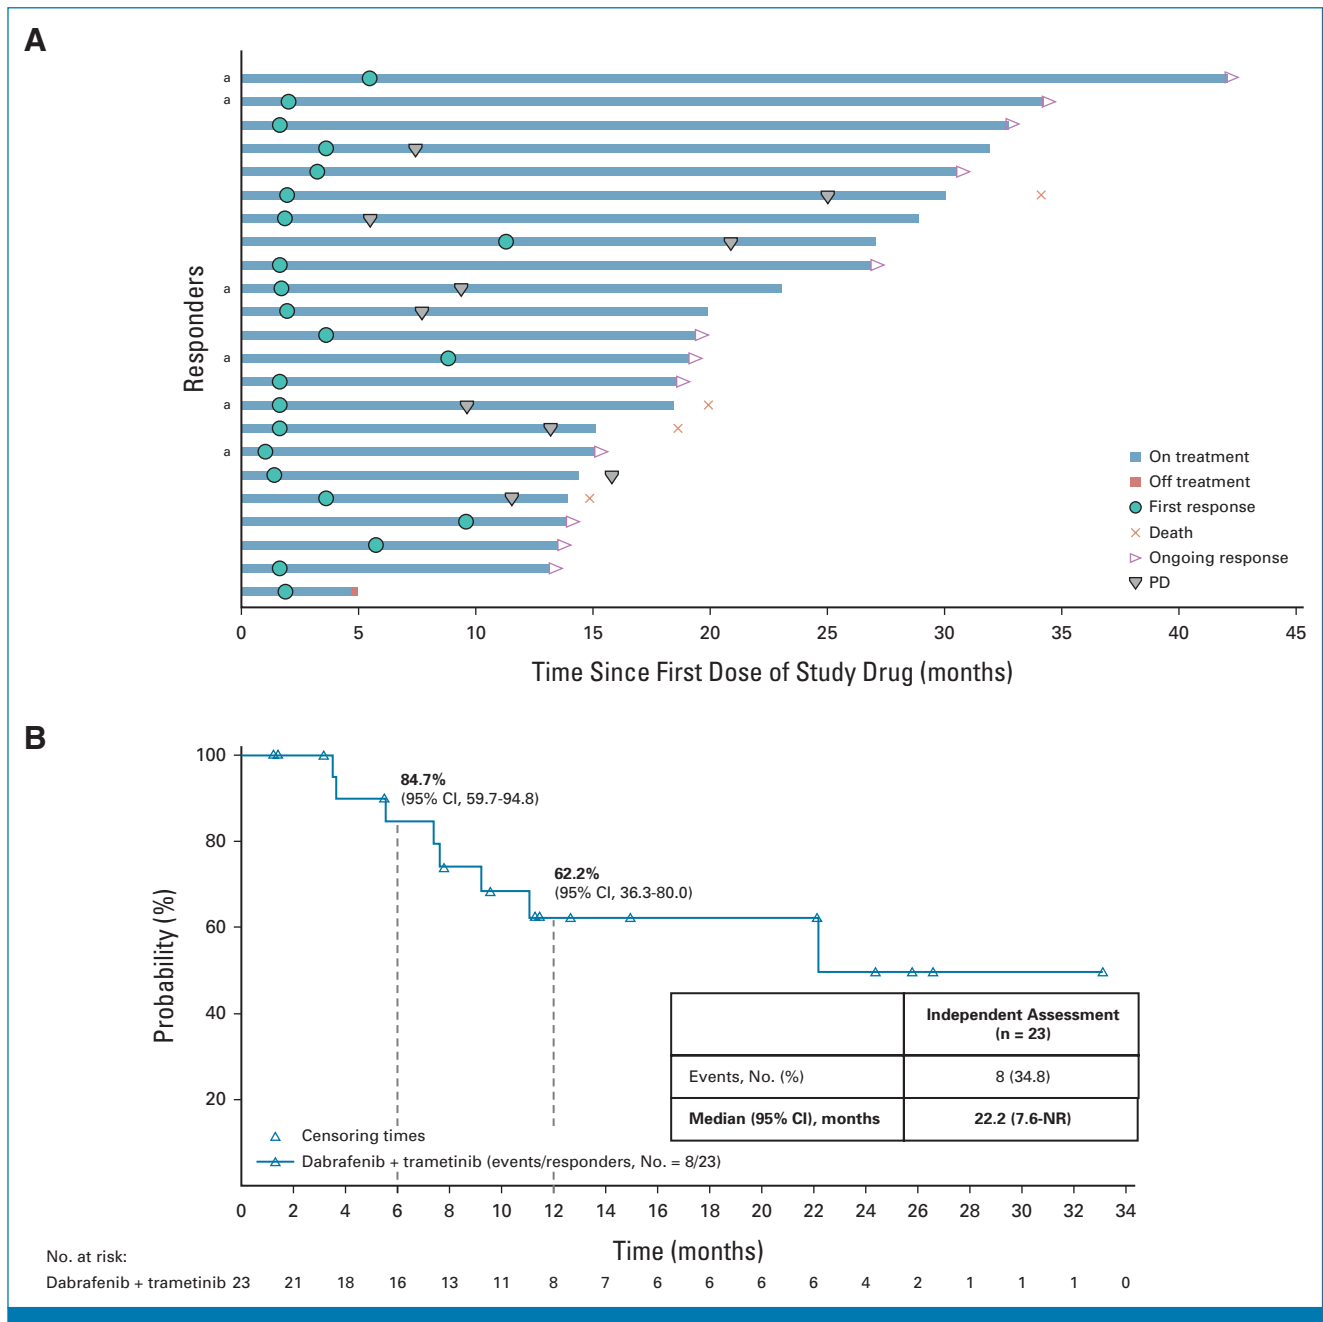 A
a
a
a
a
a
a
Responders
On treatment
Off treatment
First response
Death
Ongoing response
PD
0 5 10 15 20 25 30 35 40 45
Time Since First Dose of Study Drug (months)
B
100
80
60
40
20
Probability (%)
84.7%
(95% CI, 59.7-94.8)
62.2%
(95% CI, 36.3-80.0)
Independent Assessment
(n = 23)
Events, No. (%) 8 (34.8)
Median (95% CI), months 22.2 (7.6-NR)
Censoring times
Dabrafenib + trametinib (events/responders, No. = 8/23)
0 2 4 6 8 10 12 14 16 18 20 22 24 26 28 30 32 34
Time (months)
No. at risk:
Dabrafenib + trametinib 23 21 18 16 13 11 8 7 6 6 6 6 4 2 1 1 1 0